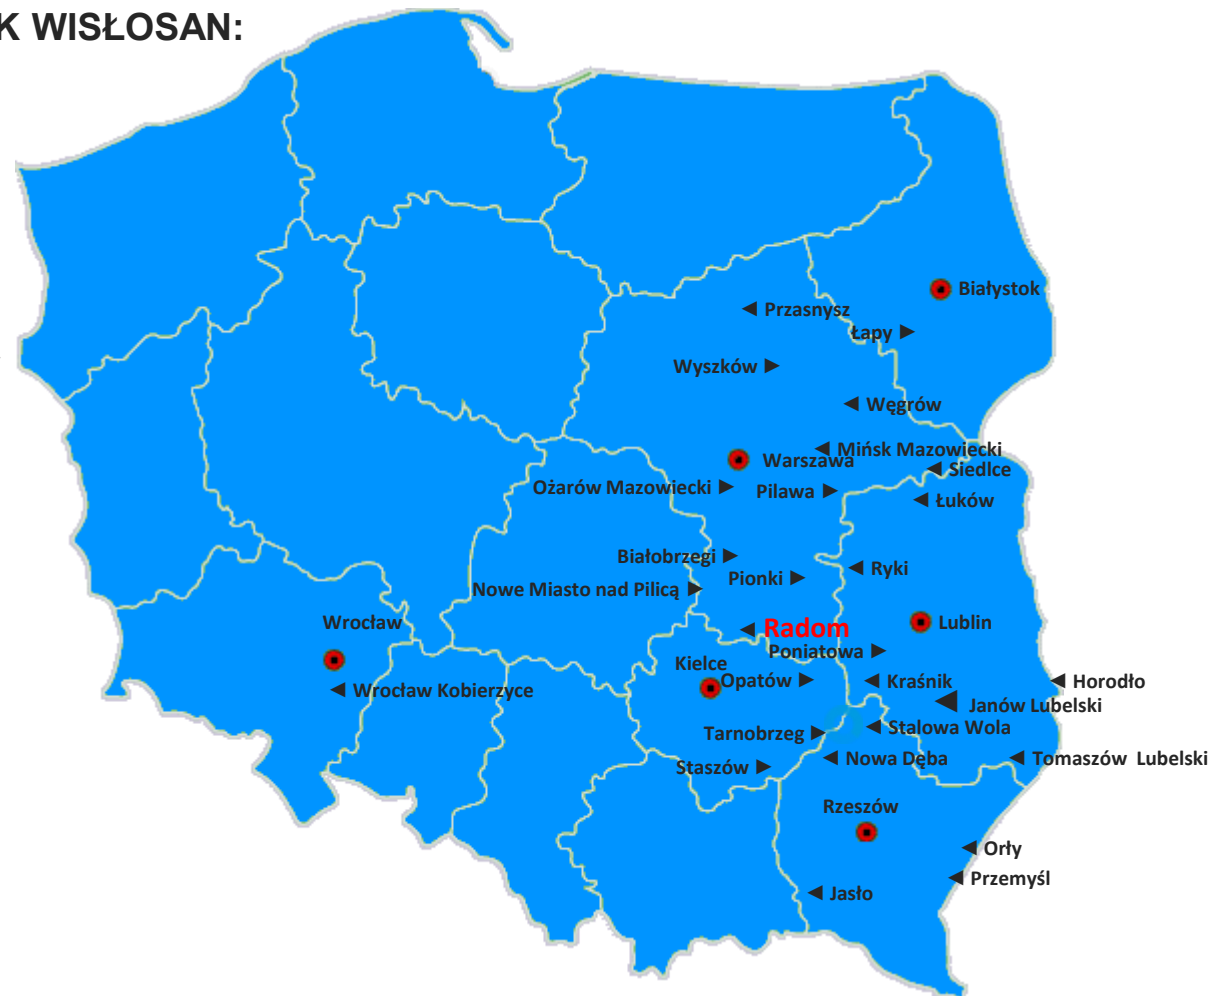 K WISŁOSAN:
Białystok
Przasnysz
Łapy
Wyszków
Węgrów
Mińsk Mazowiecki
Warszawa
Siedlce
Ożarów Mazowiecki
Pilawa
Łuków
Białobrzegi
Ryki
Pionki
Nowe Miasto nad Pilicą
Wrocław
Radom
Lublin
Poniatowa
Kielce
Opatów
Kraśnik
Horodło
Wrocław Kobierzyce
Janów Lubelski
Stalowa Wola
Tarnobrzeg
Nowa Dęba
Tomaszów Lubelski
Staszów
Rzeszów
Orły
Przemyśl
Jasło